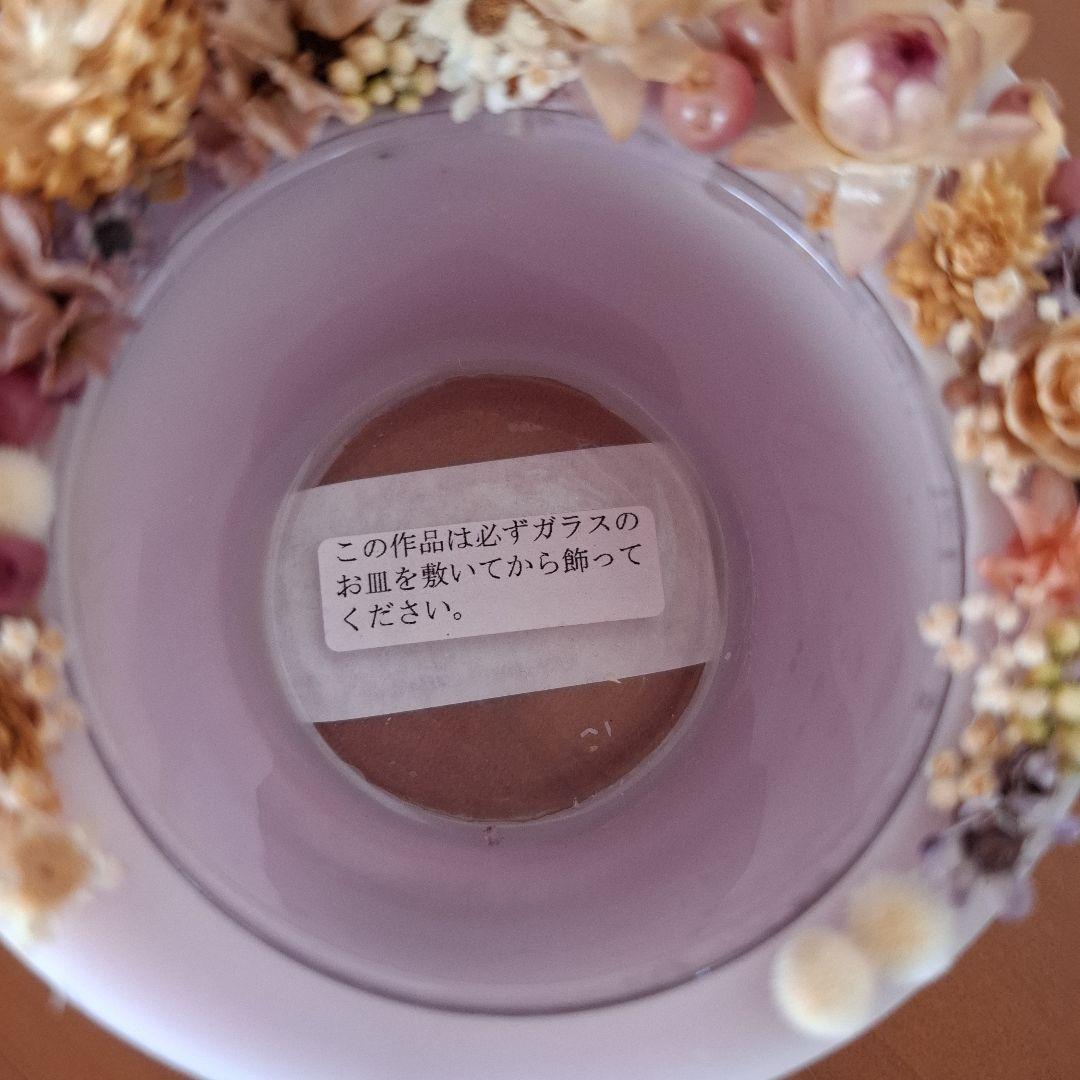 この作品は必ずガラスの
お皿を敷いてから飾って
ください。